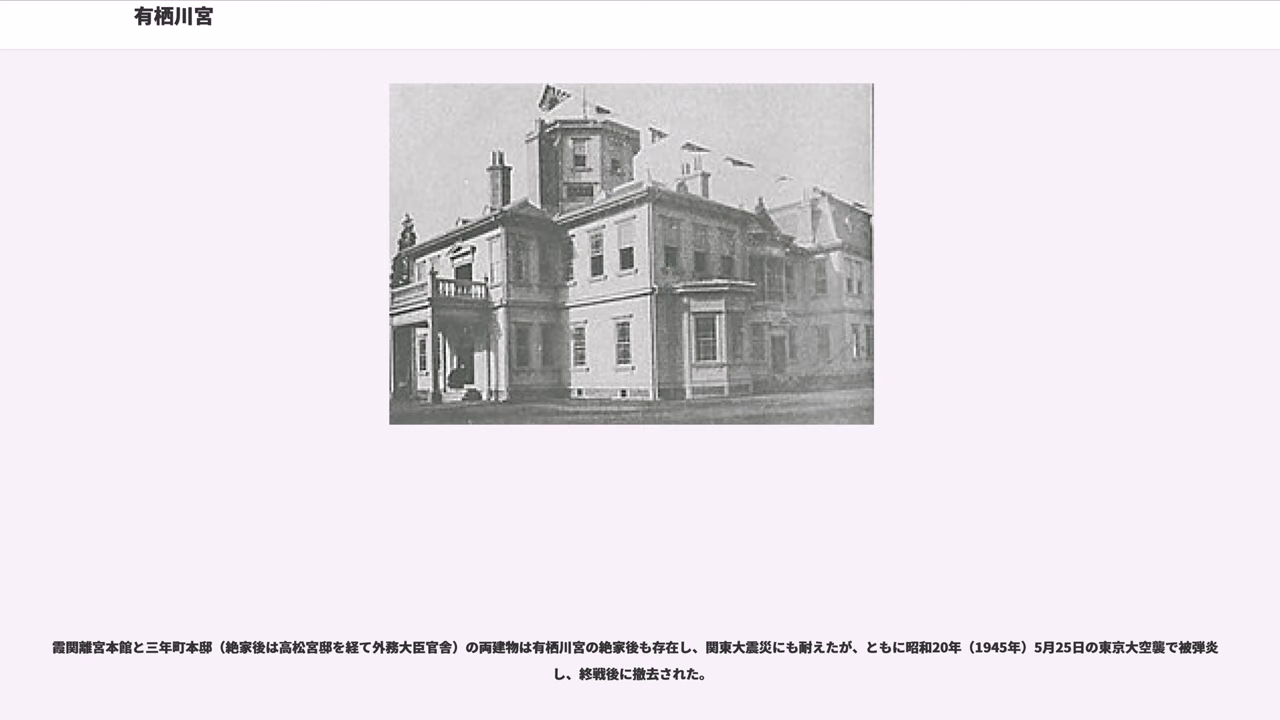 有栖川宮
霞関離宮本館と三年町本邸（絶家後は高松宮邸を経て外務大臣官舎）の両建物は有栖川宮の絶家後も存在し、関東大震災にも耐えたが、ともに昭和20年（1945年）5月25日の東京大空襲で被弾炎
し、終戦後に撤去された。